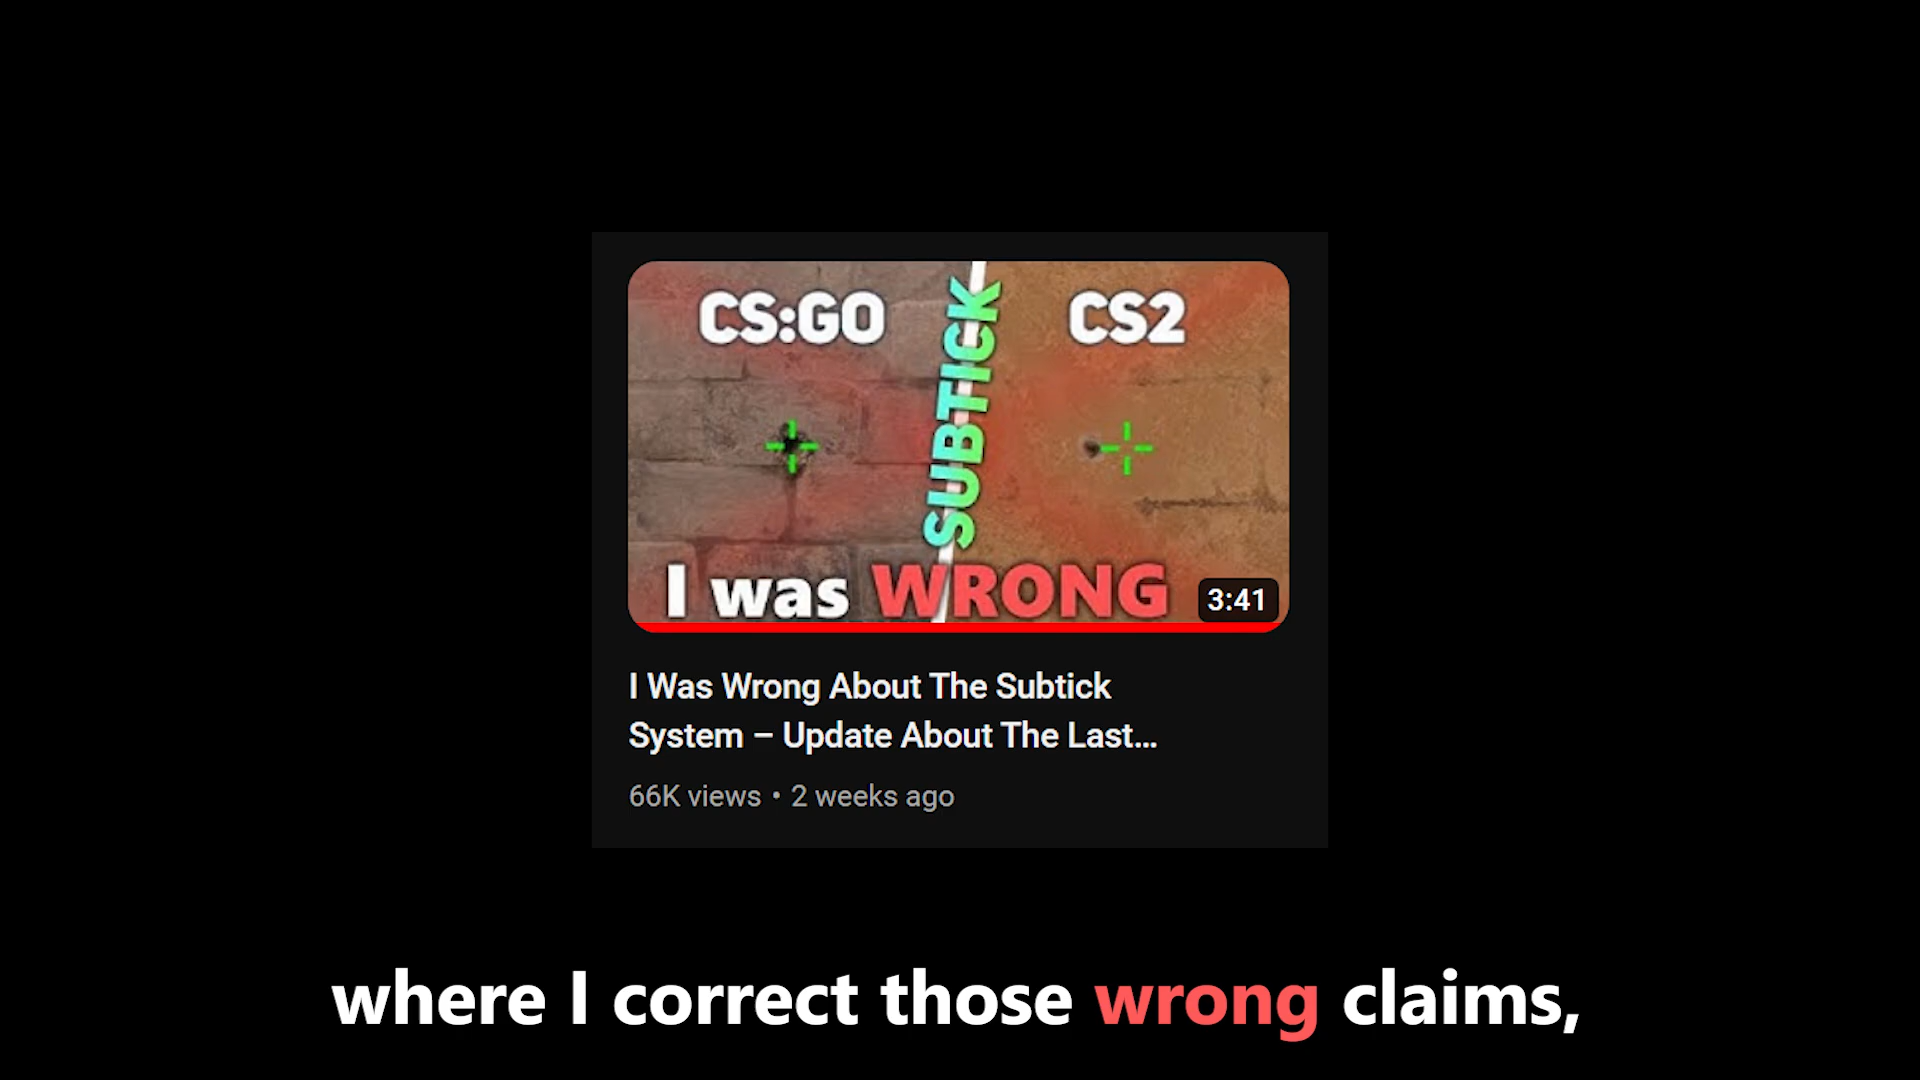 CS:GO
SUBTICK
CS2
I was WRONG
3:41
I Was Wrong About The Subtick
System – Update About The Last...
66K views • 2 weeks ago
where I correct those wrong claims,